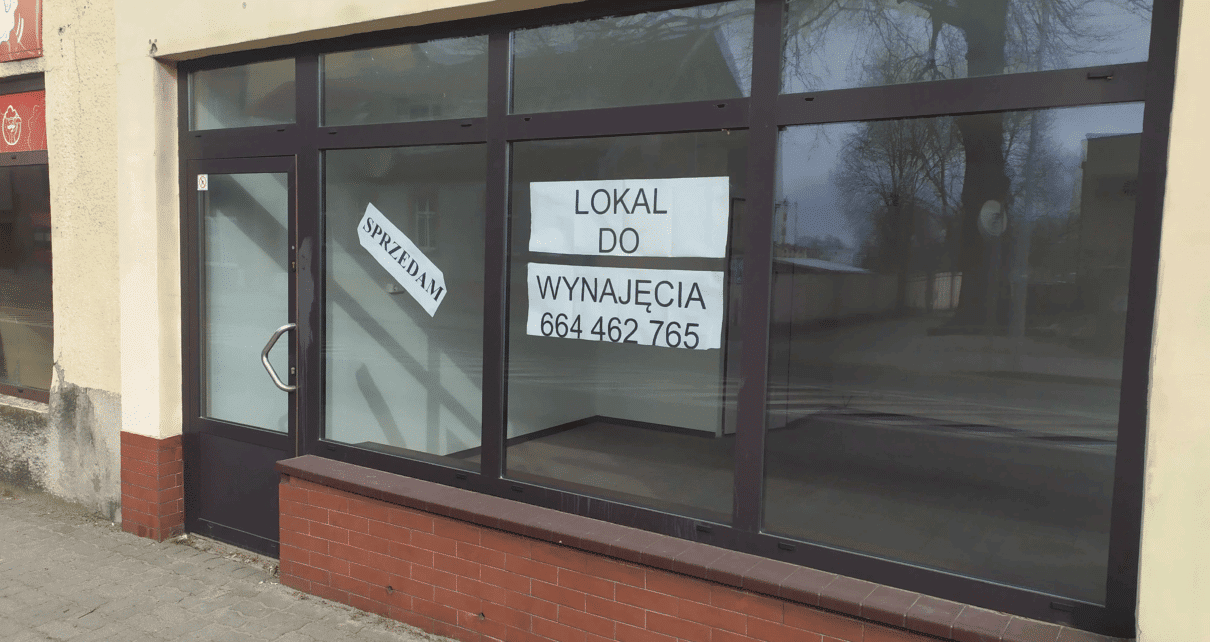 SPRZEDAM
LOKAL
DO
WYNAJĘCIA
664 462 765